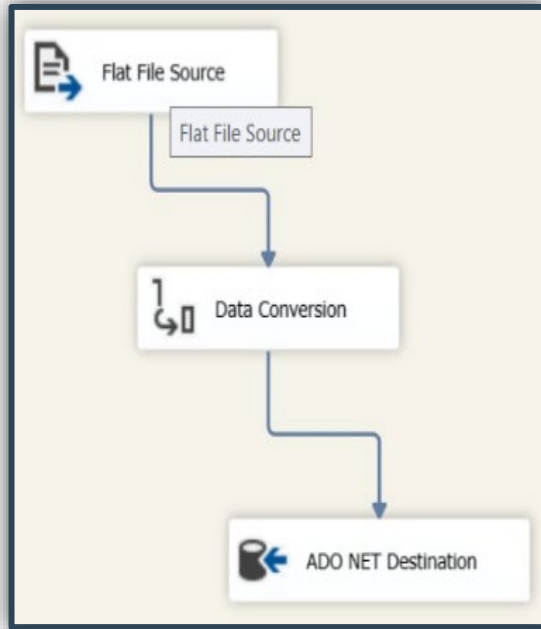 Flat File Source
Flat File Source
Data Conversion
ADO NET Destination